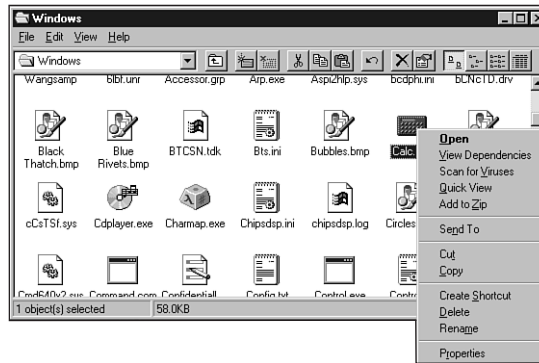 Windows
File Edit View Help
Windows
Wangsamp 6lbf.unr Accessor.grp Arp.exe Aspi2hlp.sys bcdphi.ini bCNcTD.drv
Black Thatch.bmp
Blue Rivets.bmp
BTCSN.tdk
Bts.ini
Bubbles.bmp
Calc.
cCsTSf.sys
Cdplayer.exe
Charmap.exe
Chipsdsp.ini
chipsdsp.log
Circles
Cmd640x2.sys
Command.com
Confidentiall
Config.txt
Control.exe
Contro
Open
View Dependencies
Scan for Viruses
Quick View
Add to Zip
Send To
Cut
Copy
Create Shortcut
Delete
Rename
Properties
1 object(s) selected
58.0KB